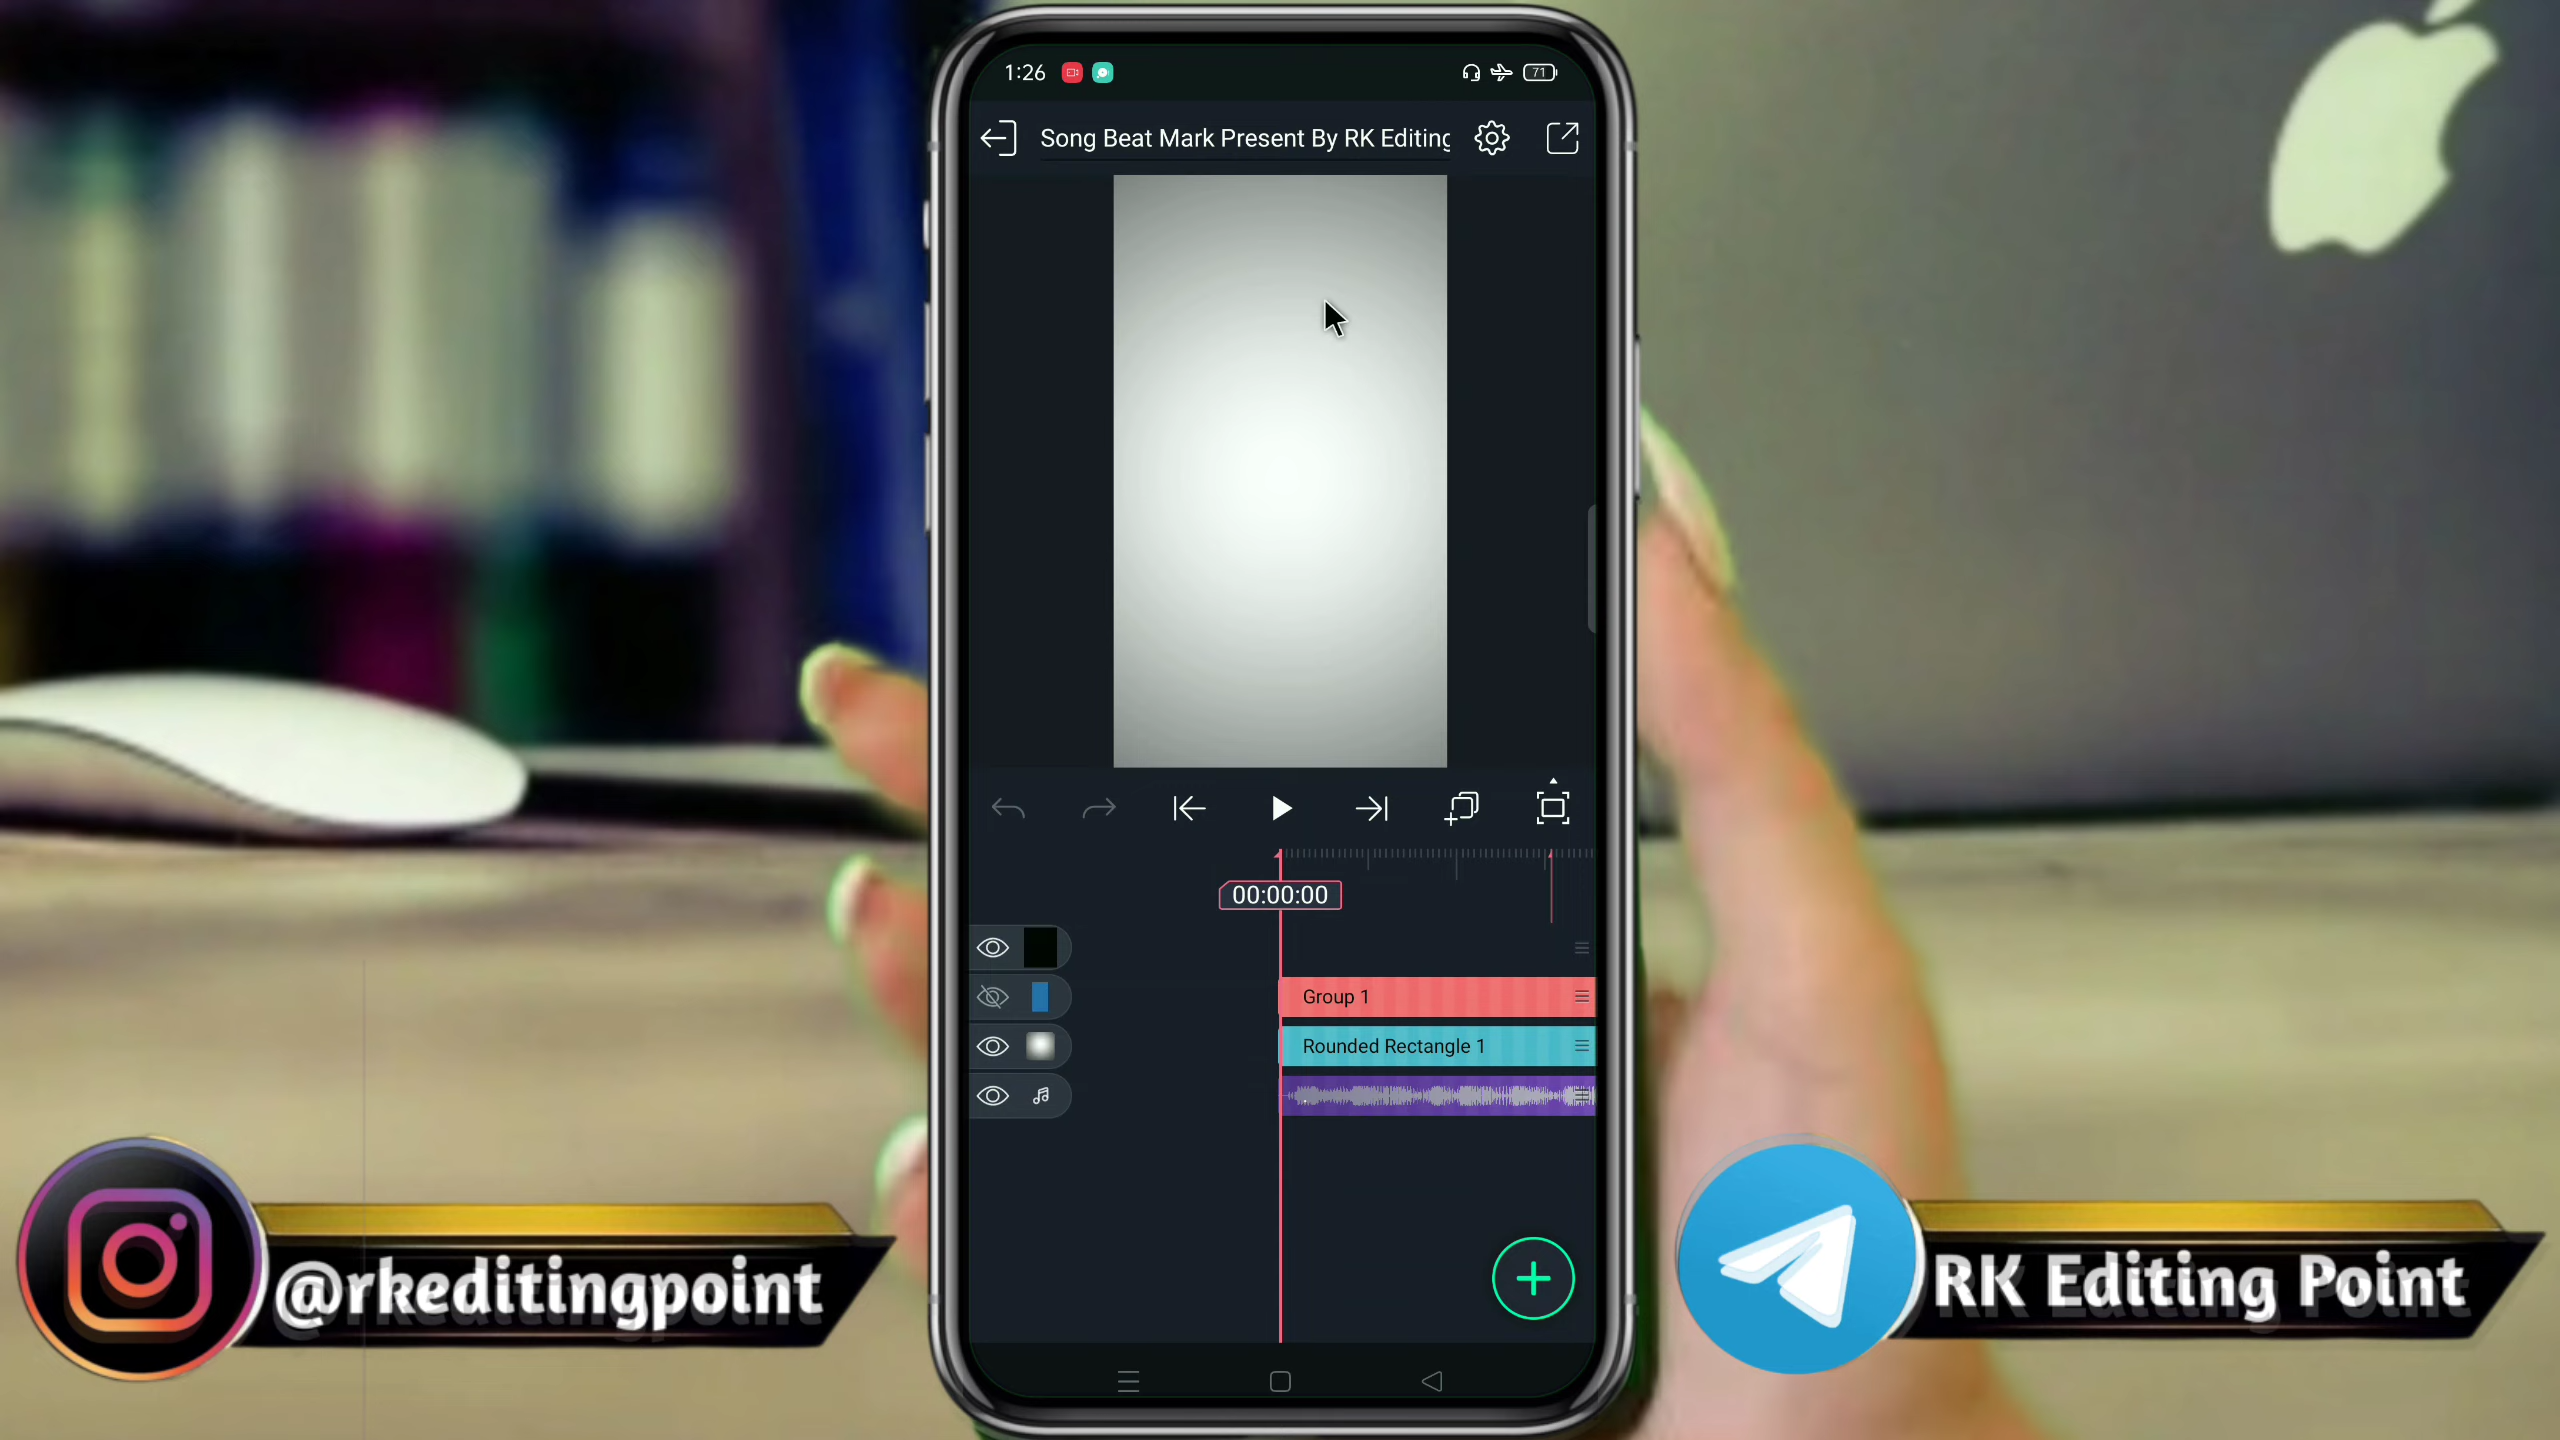 1:26
71
Song Beat Mark Present By RK Editing
00:00:00
Group 1
Rounded Rectangle 1
@rkeditingpoint
RK Editing Point